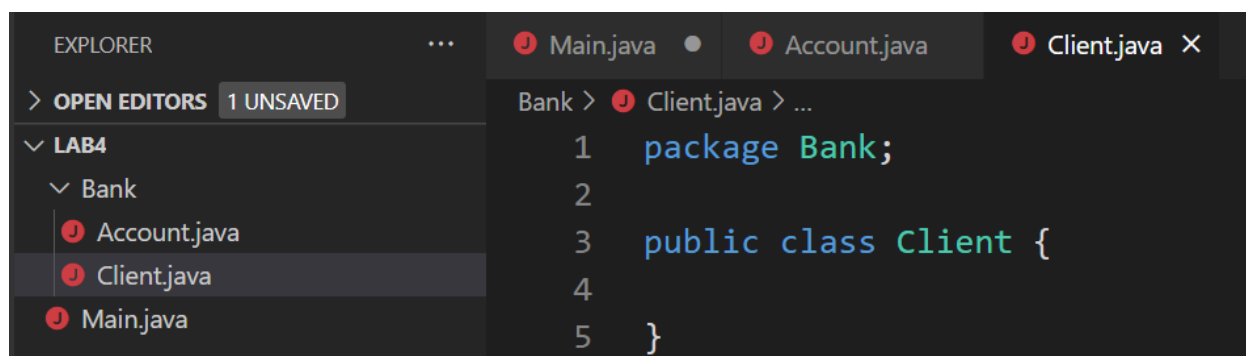 EXPLORER ...
OPEN EDITORS 1 UNSAVED
LAB4
Bank
J Account.java
J Client.java
J Main.java
J Main.java ● J Account.java J Client.java ×
Bank > J Client.java > ...
1 package Bank;
2
3 public class Client {
4
5 }